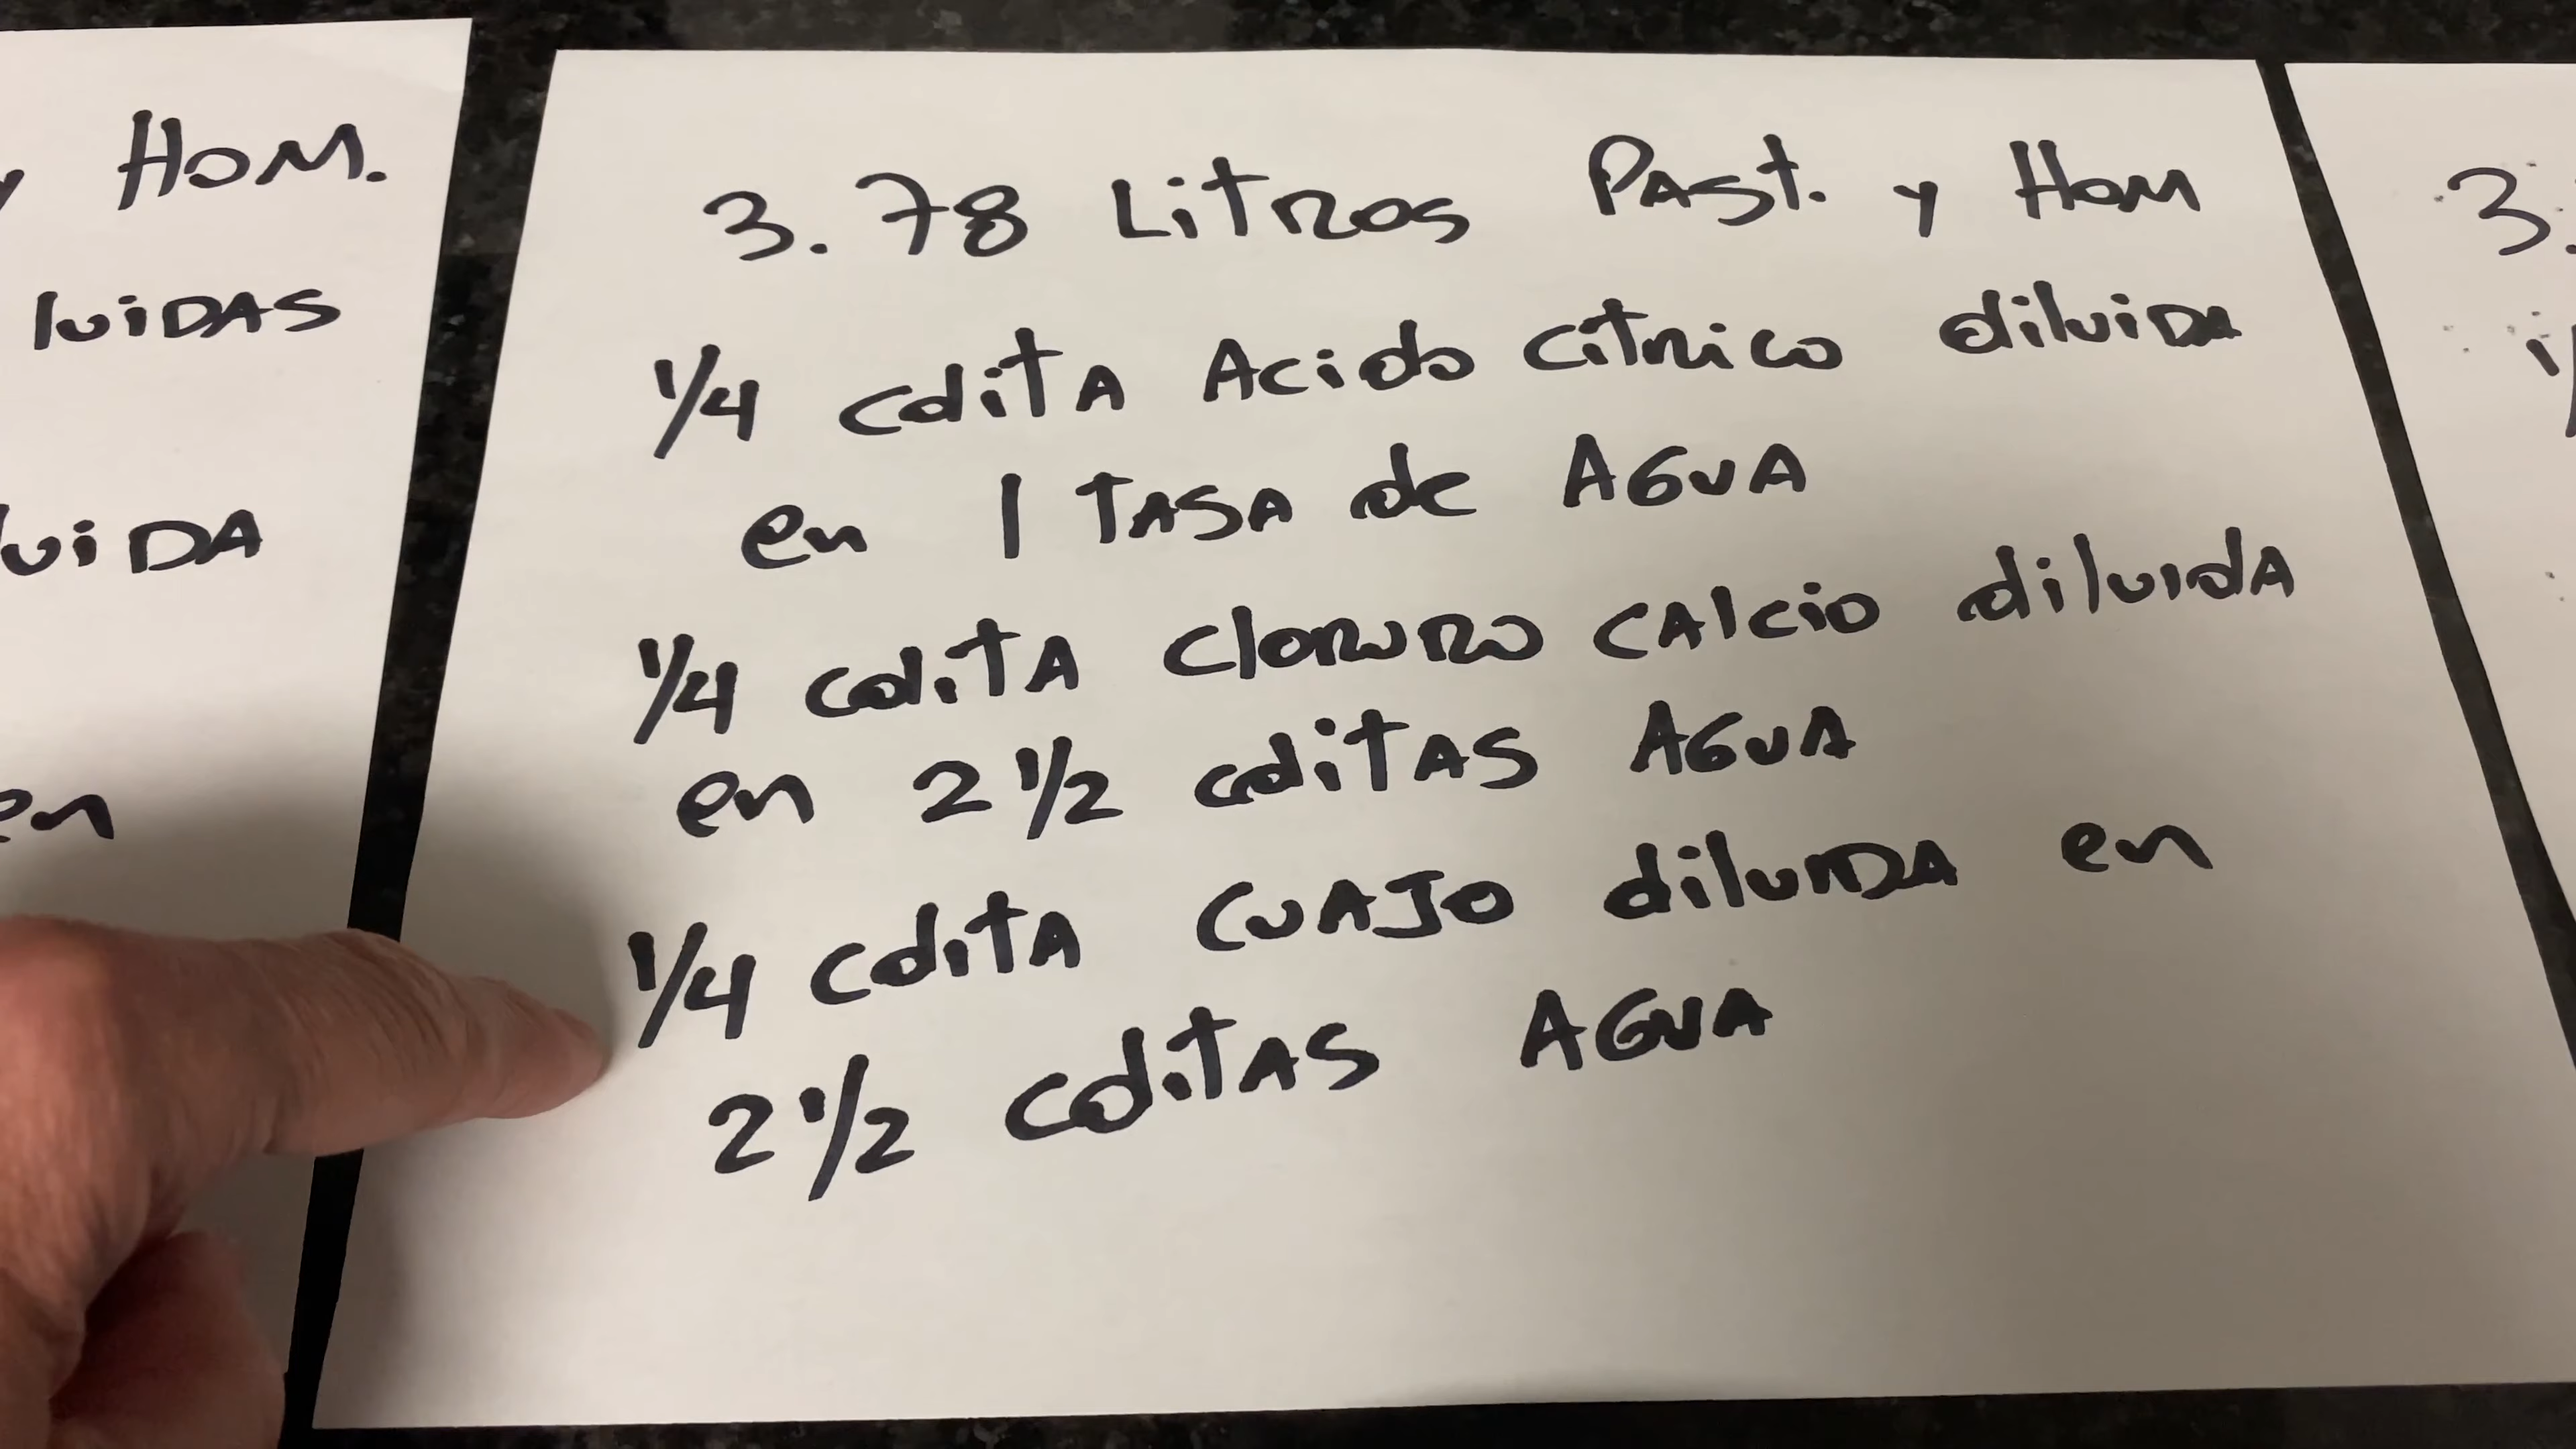 y HOM.
luiDAS
uiDA
en
3.78 LitRos PAst. y HoM
1/4 cditA Acido cítrico diluiDA
en 1 TASA de AGUA
1/4 cditA cloruro CAlcio diluidA
en 2 1/2 cditAS AGUA
1/4 cditA CUAJO diluiDA en
2 1/2 cditAS AGUA
3.